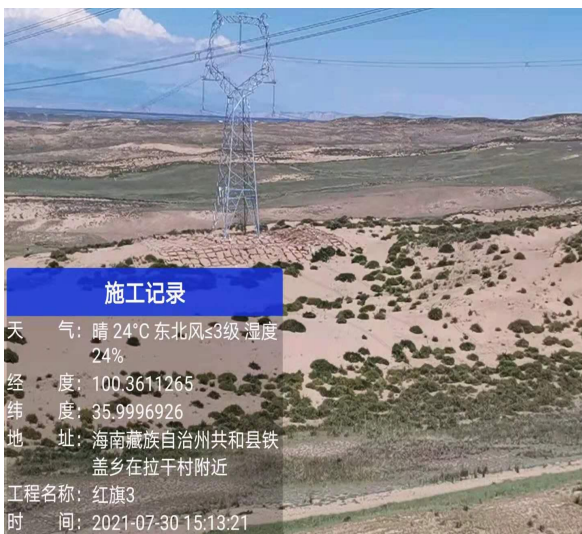 施工记录
天 气：晴 24℃ 东北风≤3级 湿度
24%
经 度：100.3611265
纬 度：35.9996926
地 址：海南藏族自治州共和县铁
盖乡在拉干村附近
工程名称：红旗3
时 间：2021-07-30 15:13:21